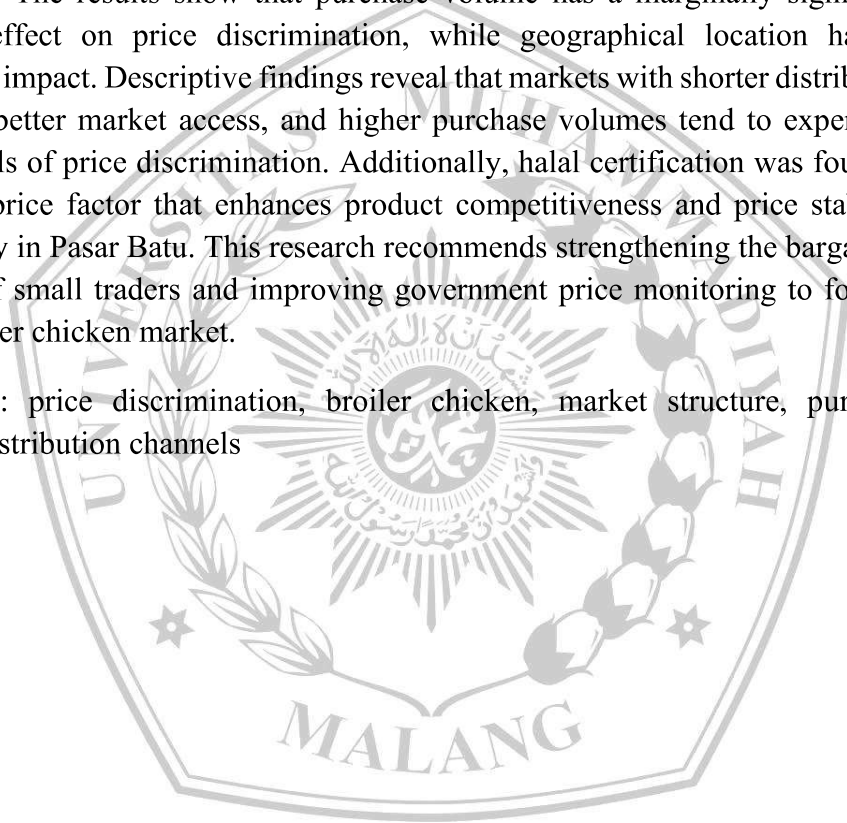 The results show that purchase volume has a marginally signi
effect on price discrimination, while geographical location ha
impact. Descriptive findings reveal that markets with shorter distrib
better market access, and higher purchase volumes tend to exper
ls of price discrimination. Additionally, halal certification was fou
price factor that enhances product competitiveness and price sta
y in Pasar Batu. This research recommends strengthening the barga
f small traders and improving government price monitoring to fo
er chicken market.
: price discrimination, broiler chicken, market structure, pur
stribution channels
UNIVERSITAS MUHAMMADIYAH
MALANG